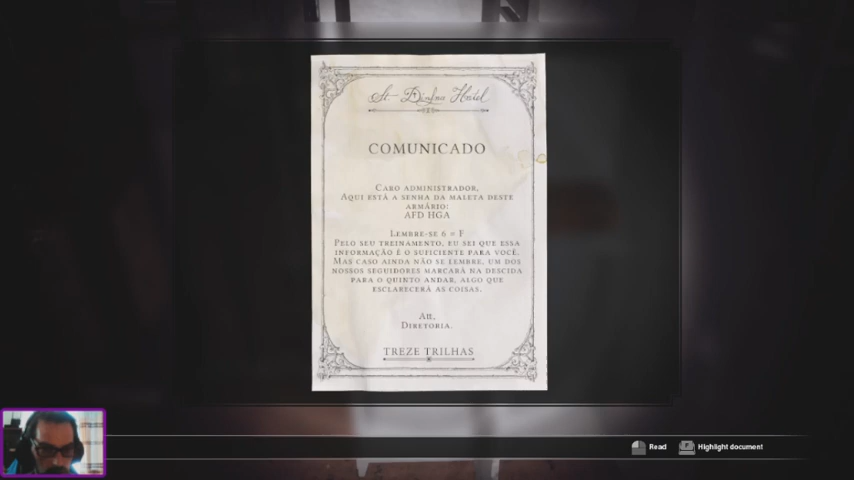 St. Dinfna Hotel
COMUNICADO
Caro administrador,
Aqui está a senha da maleta deste
armário:
AFD HGA
Lembre-se 6 = F
Pelo seu treinamento, eu sei que essa
informação é o suficiente para você.
Mas caso ainda não se lembre, um dos
nossos seguidores marcará na descida
para o quinto andar, algo que
esclarecerá as coisas.
Att,
Diretoria.
TREZE TRILHAS
Read
Highlight document